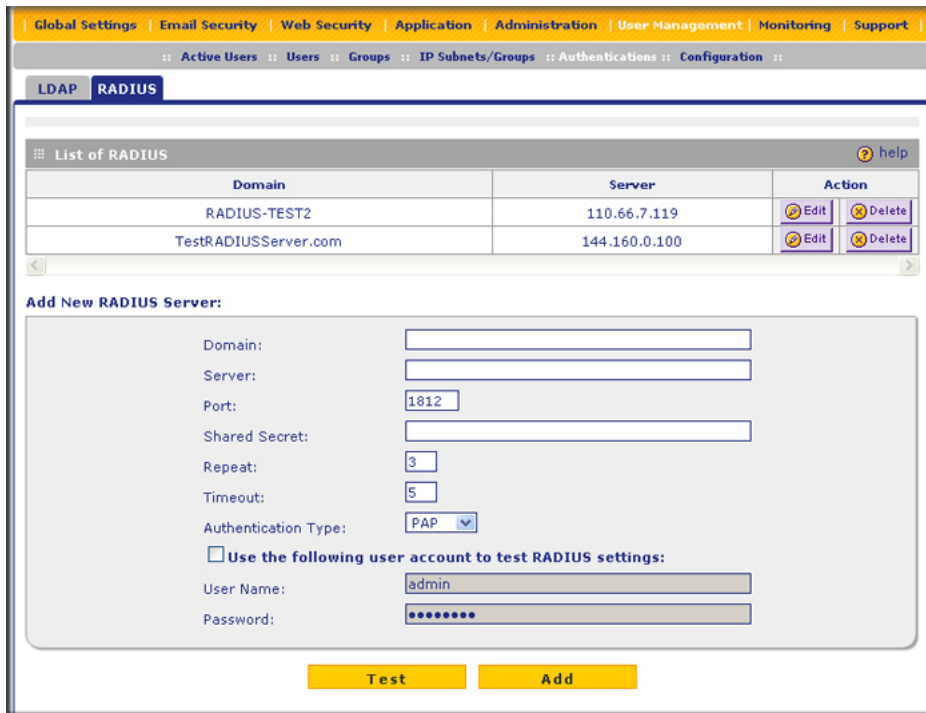 | Global Settings | Email Security | Web Security | Application | Administration | User Management | Monitoring | Support |
:: Active Users :: Users :: Groups :: IP Subnets/Groups :: Authentications :: Configuration ::
LDAP RADIUS
List of RADIUS ? help
Domain Server Action
RADIUS-TEST2 110.66.7.119 Edit Delete
TestRADIUSServer.com 144.160.0.100 Edit Delete
Add New RADIUS Server:
Domain:
Server:
Port: 1812
Shared Secret:
Repeat: 3
Timeout: 5
Authentication Type: PAP
Use the following user account to test RADIUS settings:
User Name: admin
Password: ••••••••
Test Add